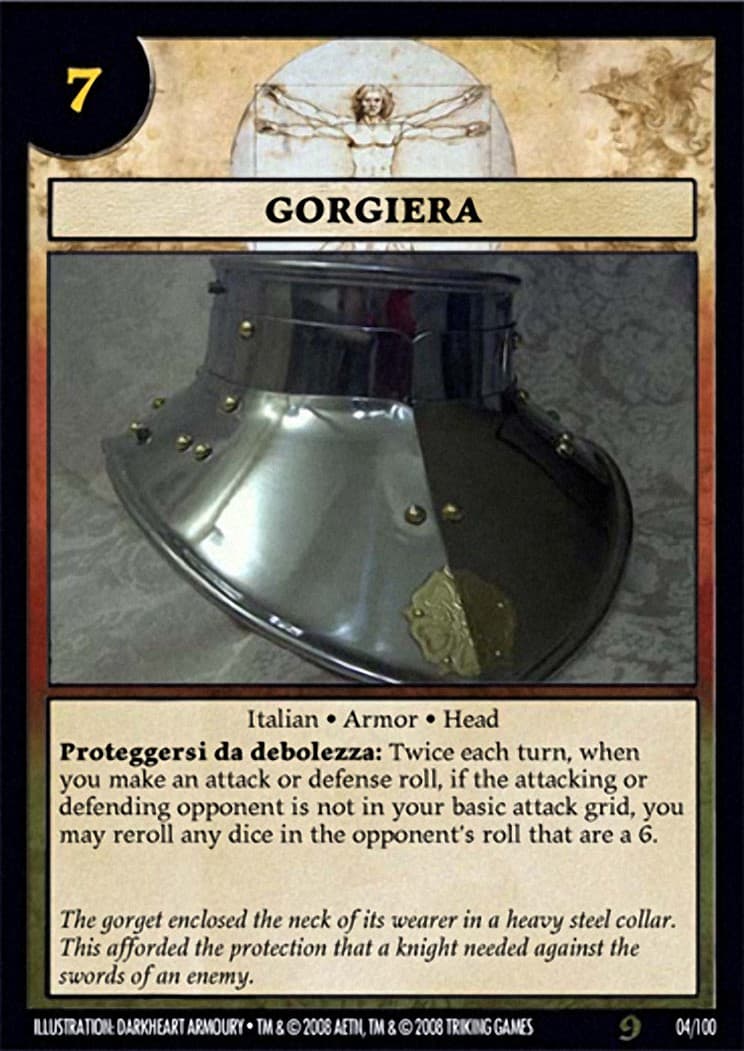 7
GORGIERA
Italian • Armor • Head
Proteggersi da debolezza: Twice each turn, when
you make an attack or defense roll, if the attacking or
defending opponent is not in your basic attack grid, you
may reroll any dice in the opponent's roll that are a 6.
The gorget enclosed the neck of its wearer in a heavy steel collar.
This afforded the protection that a knight needed against the
swords of an enemy.
ILLUSTRATION: DARKHEART ARMOURY • TM & © 2008 AETN, TM & © 2008 TRIKING GAMES 9 04/100